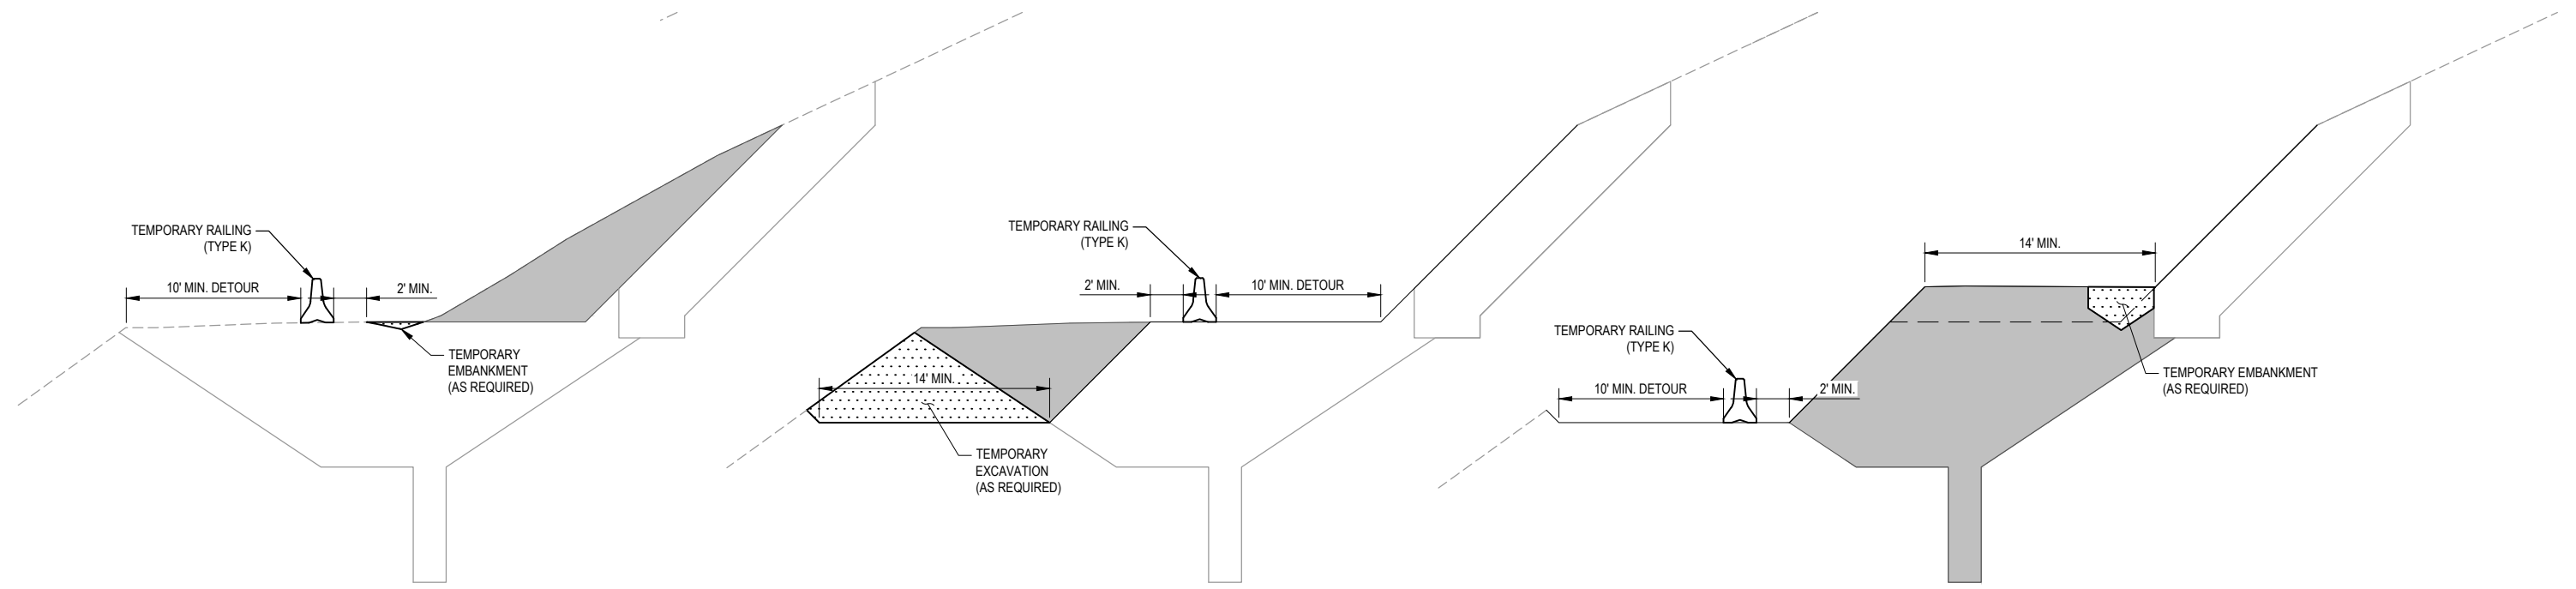 TEMPORARY RAILING
(TYPE K)
10' MIN. DETOUR
2' MIN.
TEMPORARY
EMBANKMENT
(AS REQUIRED)
TEMPORARY RAILING
(TYPE K)
2' MIN.
10' MIN. DETOUR
14' MIN.
TEMPORARY
EXCAVATION
(AS REQUIRED)
14' MIN.
TEMPORARY RAILING
(TYPE K)
10' MIN. DETOUR
2' MIN.
TEMPORARY EMBANKMENT
(AS REQUIRED)